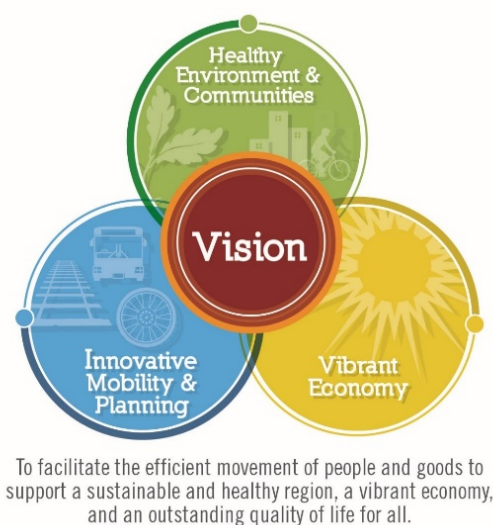 Healthy
Environment &
Communities
Vision
Innovative
Mobility &
Planning
Vibrant
Economy
To facilitate the efficient movement of people and goods to
support a sustainable and healthy region, a vibrant economy,
and an outstanding quality of life for all.